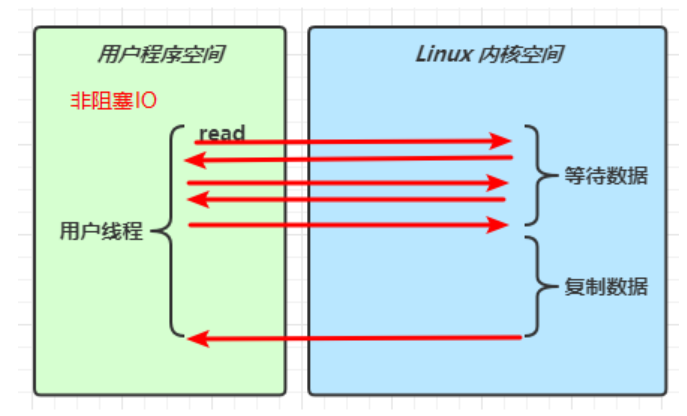 用户程序空间
Linux 内核空间
非阻塞IO
read
等待数据
用户线程
复制数据